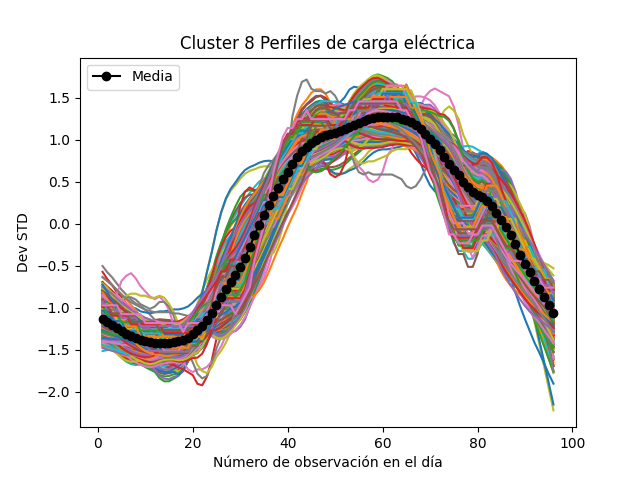 Cluster 8 Perfiles de carga eléctrica
Media
1.5
1.0
0.5
0.0
−0.5
−1.0
−1.5
−2.0
Dev STD
0 20 40 60 80 100
Número de observación en el día